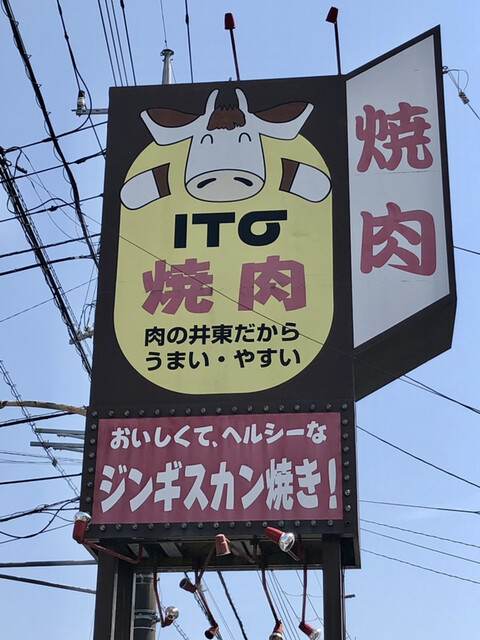 ITO
焼肉
肉の井東だから
うまい・やすい
おいしくて、ヘルシーな
ジンギスカン焼き!
焼肉